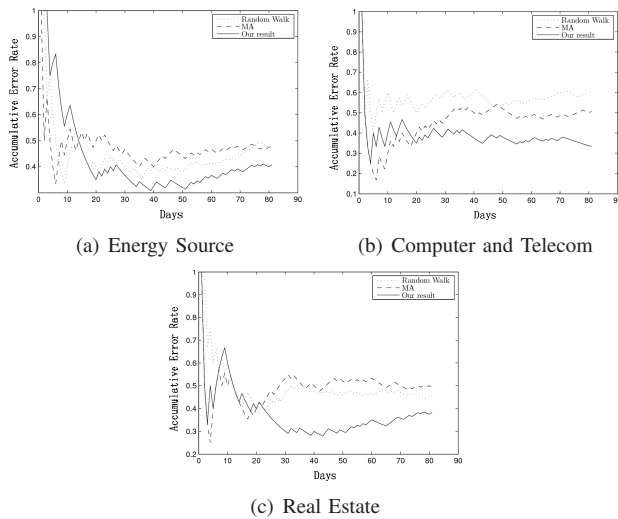 Random Walk
MA
Our result
Accumulative Error Rate
1
0.9
0.8
0.7
0.6
0.5
0.4
0 10 20 30 40 50 60 70 80 90
Days
(a) Energy Source
Random Walk
MA
Our result
Accumulative Error Rate
1
0.9
0.8
0.7
0.6
0.5
0.4
0.3
0.2
0.1
0 10 20 30 40 50 60 70 80 90
Days
(b) Computer and Telecom
Random Walk
MA
Our result
Accumulative Error Rate
1
0.9
0.8
0.7
0.6
0.5
0.4
0.3
0.2
0 10 20 30 40 50 60 70 80 90
Days
(c) Real Estate